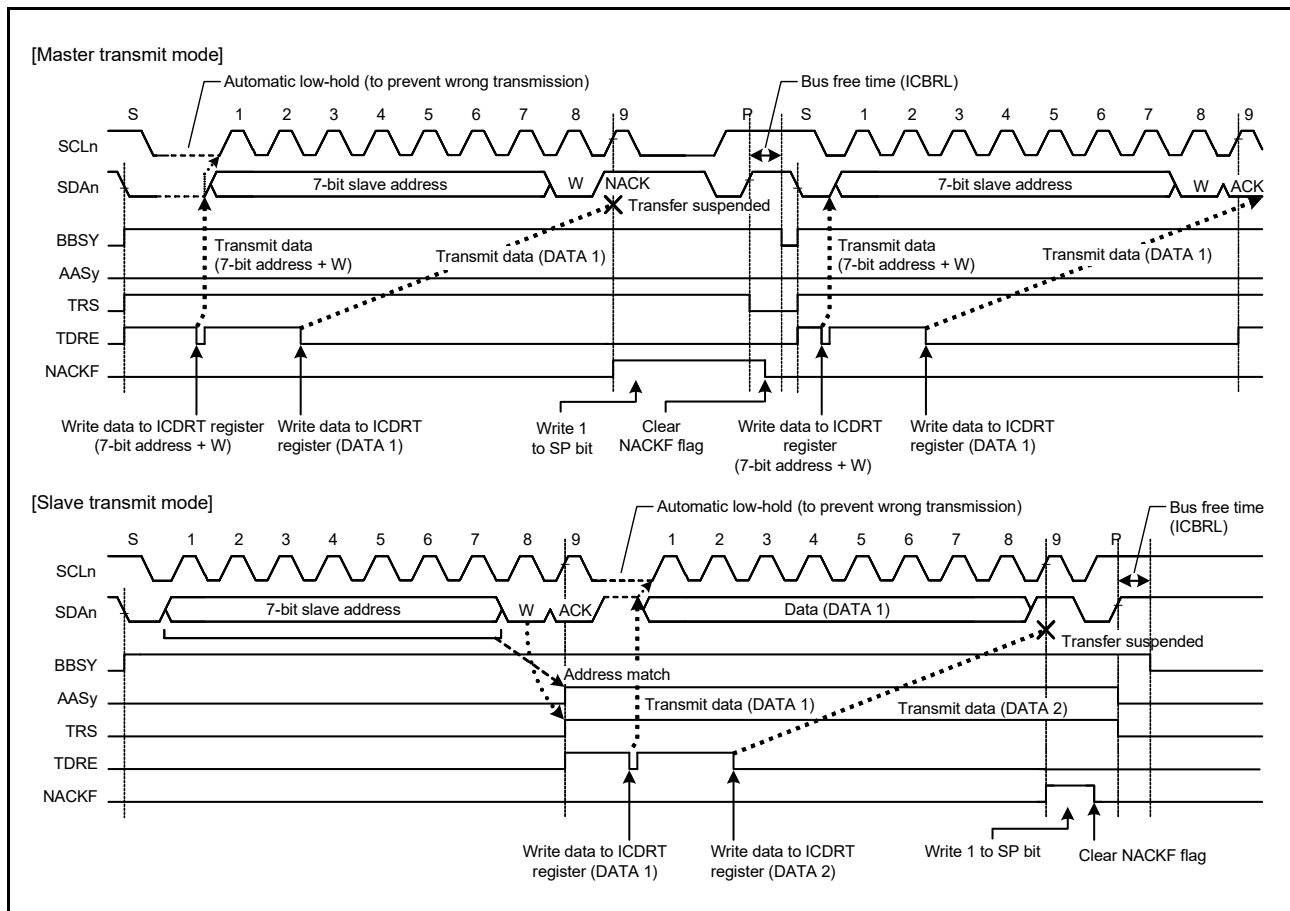 [Master transmit mode]
Automatic low-hold (to prevent wrong transmission)
Bus free time (ICBRL)
S 1 2 3 4 5 6 7 8 9 P S 1 2 3 4 5 6 7 8 9
SCLn
SDAn 7-bit slave address W NACK 7-bit slave address W ACK
Transfer suspended
BBSY
Transmit data
(7-bit address + W)
Transmit data (DATA 1)
Transmit data
(7-bit address + W)
Transmit data (DATA 1)
AASy
TRS
TDRE
NACKF
Write data to ICDRT register
(7-bit address + W)
Write data to ICDRT
register (DATA 1)
Write 1
to SP bit
Clear
NACKF flag
Write data to ICDRT
register
(7-bit address + W)
Write data to ICDRT
register (DATA 1)
[Slave transmit mode]
Automatic low-hold (to prevent wrong transmission)
Bus free time
(ICBRL)
S 1 2 3 4 5 6 7 8 9 1 2 3 4 5 6 7 8 9 P
SCLn
SDAn 7-bit slave address W ACK Data (DATA 1)
Transfer suspended
BBSY
Address match
AASy
Transmit data (DATA 1) Transmit data (DATA 2)
TRS
TDRE
NACKF
Write data to ICDRT
register (DATA 1)
Write data to ICDRT
register (DATA 2)
Write 1 to SP bit
Clear NACKF flag